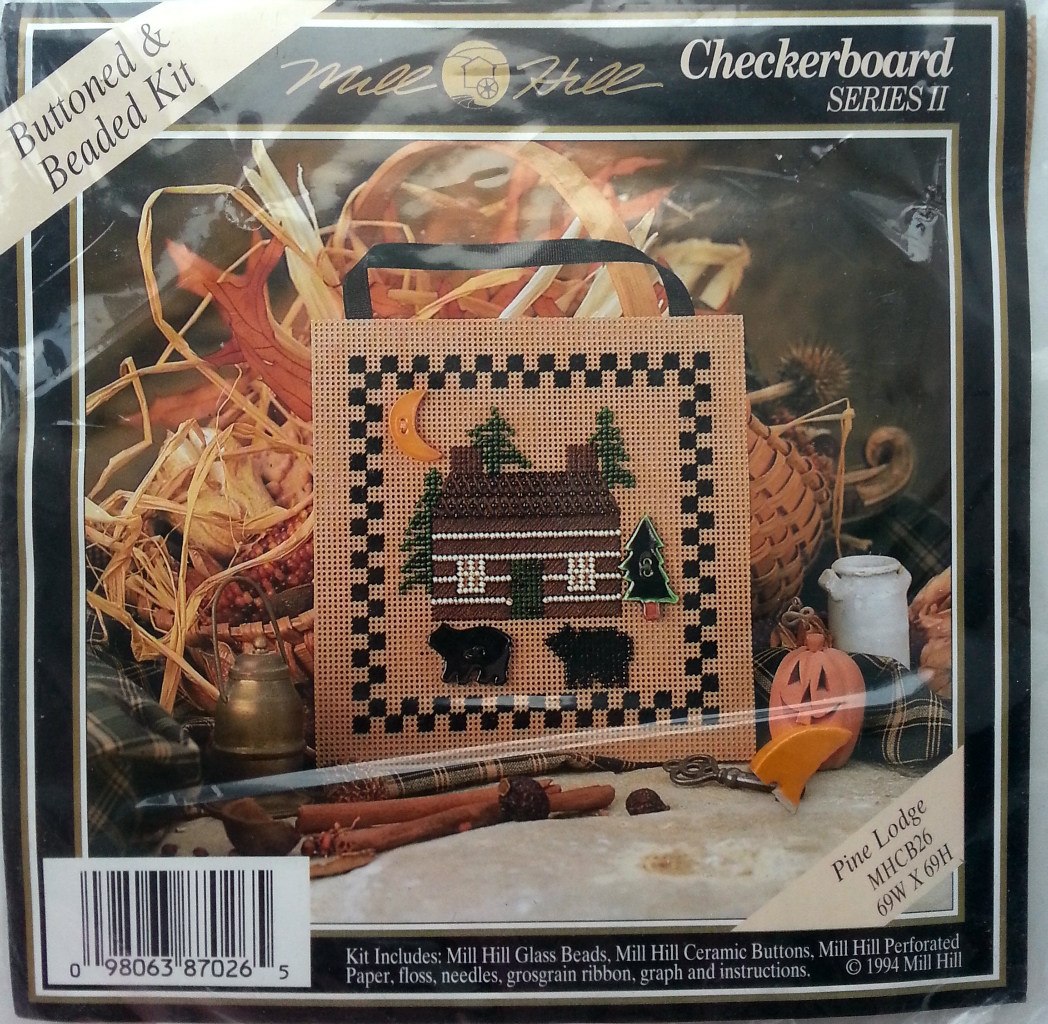 Buttoned &
Beaded Kit
Mill Hill
Checkerboard
SERIES II
Pine Lodge
MHCB26
69W X 69H
0 98063 87026 5
Kit Includes: Mill Hill Glass Beads, Mill Hill Ceramic Buttons, Mill Hill Perforated
Paper, floss, needles, grosgrain ribbon, graph and instructions. © 1994 Mill Hill